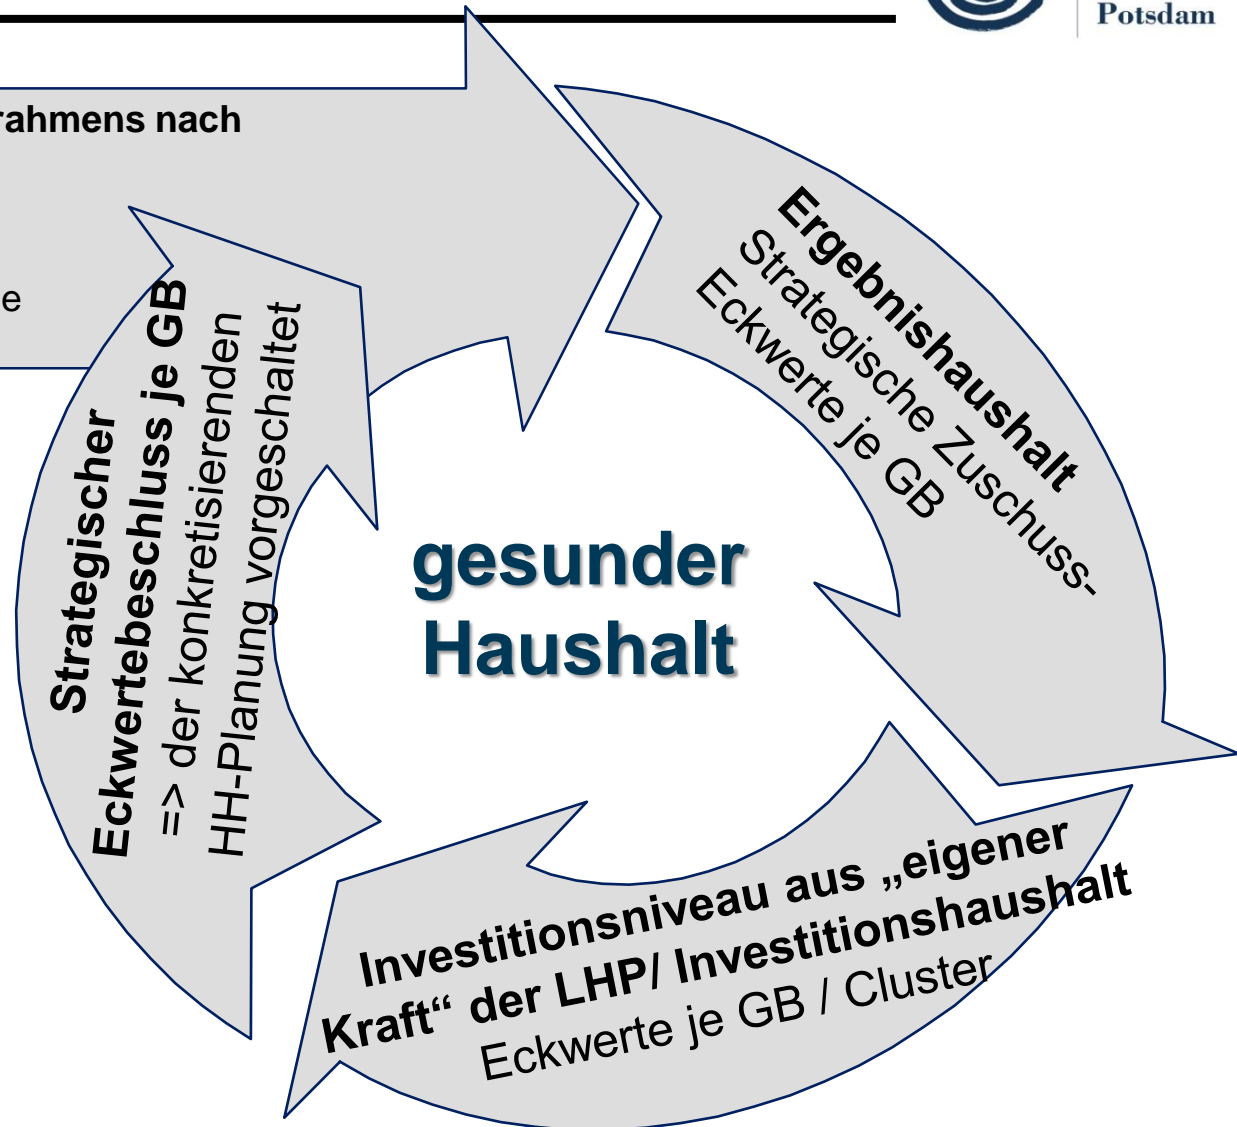 Potsdam
rahmens nach
e
Ergebnishaushalt
Strategische Zuschuss-
Eckwerte je GB
Strategischer
Eckwertebeschluss je GB
=> der konkretisierenden
HH-Planung vorgeschaltet
gesunder
Haushalt
Investitionsniveau aus „eigener
Kraft“ der LHP/ Investitionshaushalt
Eckwerte je GB / Cluster